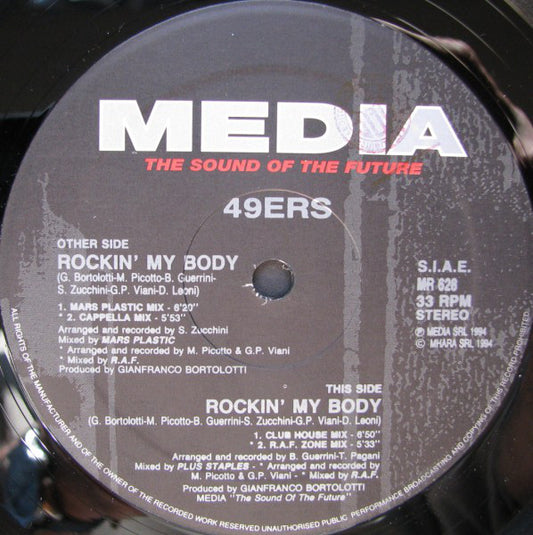 MEDIA
THE SOUND OF THE FUTURE
49ERS
OTHER SIDE
ROCKIN' MY BODY
(G. Bortolotti-M. Picotto-B. Guerrini-
S. Zucchini-G.P. Viani-D. Leoni)
1. MARS PLASTIC MIX - 6'20"
* 2. CAPPELLA MIX - 5'53"
Arranged and recorded by S. Zucchini
Mixed by MARS PLASTIC
* Arranged and recorded by M. Picotto & G.P. Viani
* Mixed by R.A.F.
Produced by GIANFRANCO BORTOLOTTI
S.I.A.E.
MR 626
33 RPM
STEREO
℗ MEDIA SRL 1994
© MHARA SRL 1994
THIS SIDE
ROCKIN' MY BODY
(G. Bortolotti-M. Picotto-B. Guerrini-S. Zucchini-G.P. Viani-D. Leoni)
1. CLUB HOUSE MIX - 6'50"
* 2. R.A.F. ZONE MIX - 5'33"
Arranged and recorded by B. Guerrini-T. Pagani
Mixed by PLUS STAPLES - * Arranged and recorded by
M. Picotto & G.P. Viani - * Mixed by R.A.F.
Produced by GIANFRANCO BORTOLOTTI
MEDIA "The Sound Of The Future"
ALL RIGHTS OF THE MANUFACTURER AND OF THE OWNER OF THE RECORDED WORK RESERVED UNAUTHORISED PUBLIC PERFORMANCE BROADCASTING AND COPYING OF THIS RECORD PROHIBITED